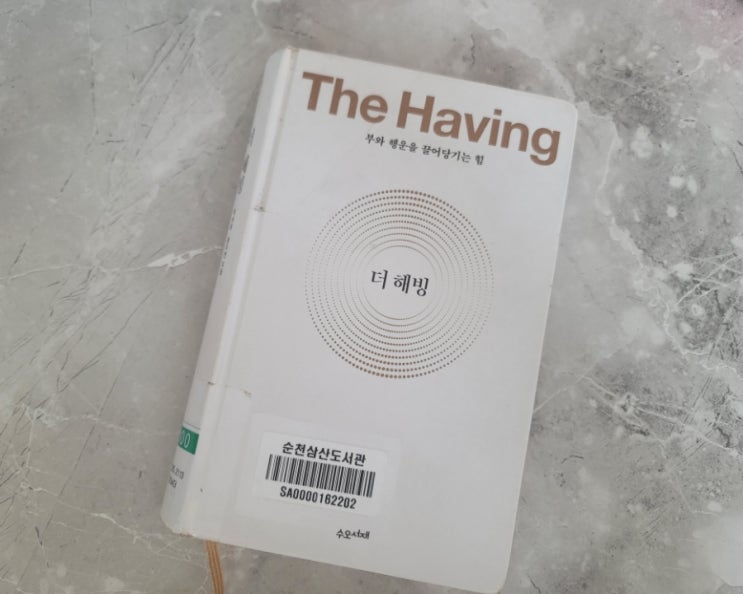 The Having
부와 행운을 끌어당기는 힘
더 해빙
순천삼산도서관
SA0000162202
수오서재